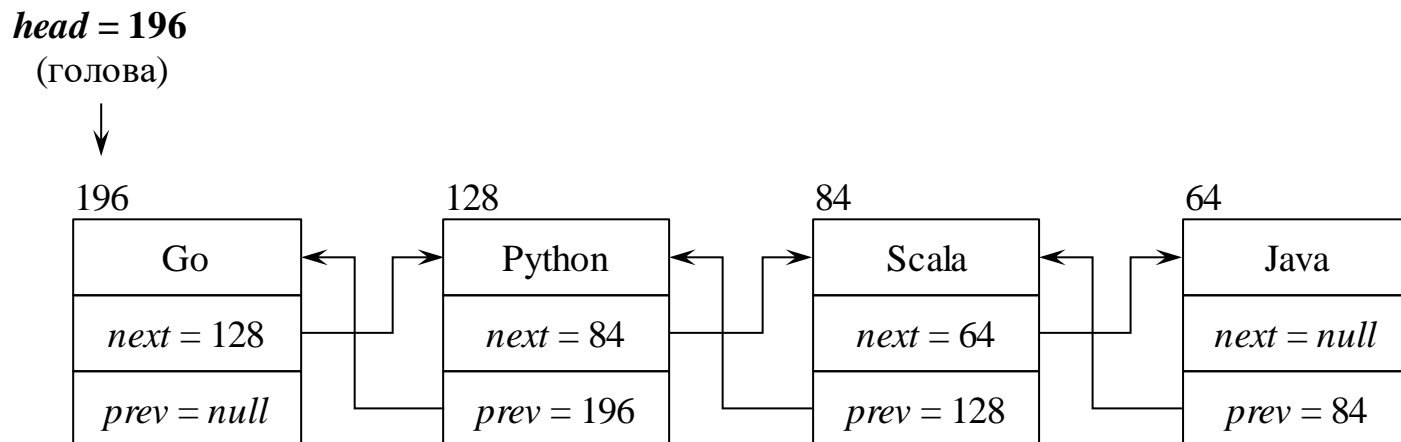 head = 196
(голова)
196 128 84 64
Go Python Scala Java
next = 128 next = 84 next = 64 next = null
prev = null prev = 196 prev = 128 prev = 84